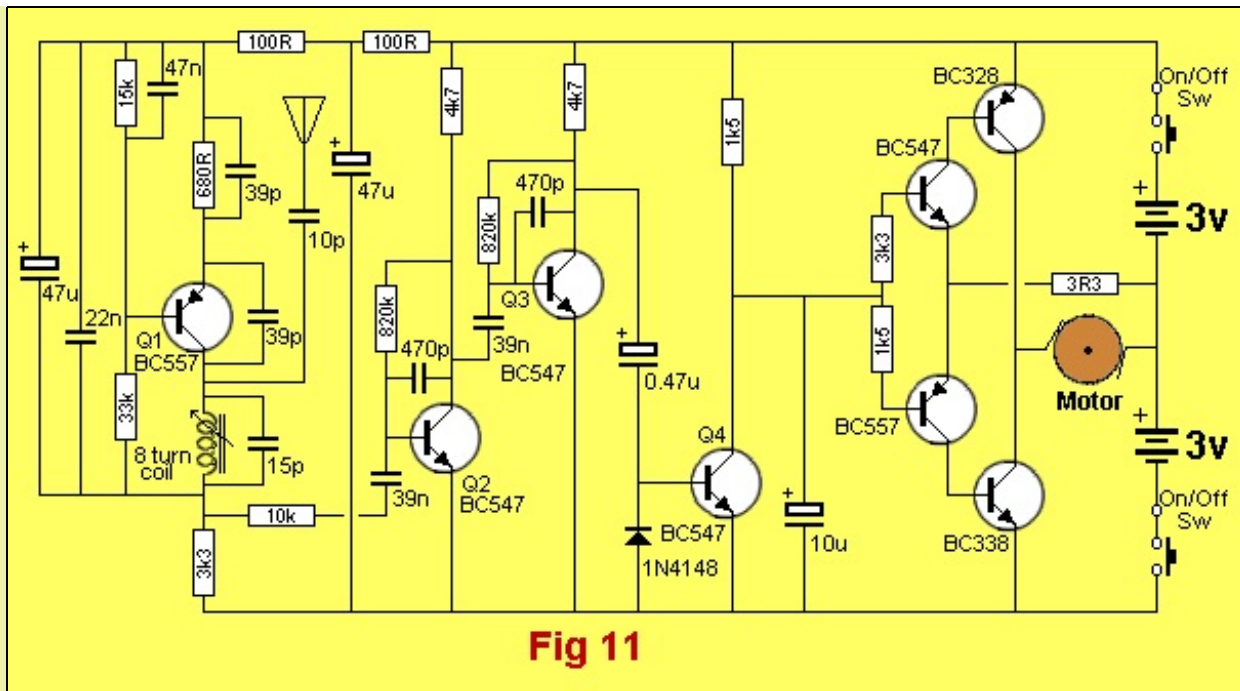 100R
100R
BC328
On/Off
Sw
47n
15k
4k7
4k7
1k5
BC547
+
680R
39p
47u
470p
820k
3k3
+
3v
10p
+
47u
22n
Q1
BC557
39p
Q3
39n
BC547
3R3
+
0.47u
1k5
Motor
820k
470p
33k
8 turn
coil
15p
Q2
BC547
39n
Q4
BC557
+
3v
10k
BC547
1N4148
+
10u
BC338
On/Off
Sw
3k3
Fig 11